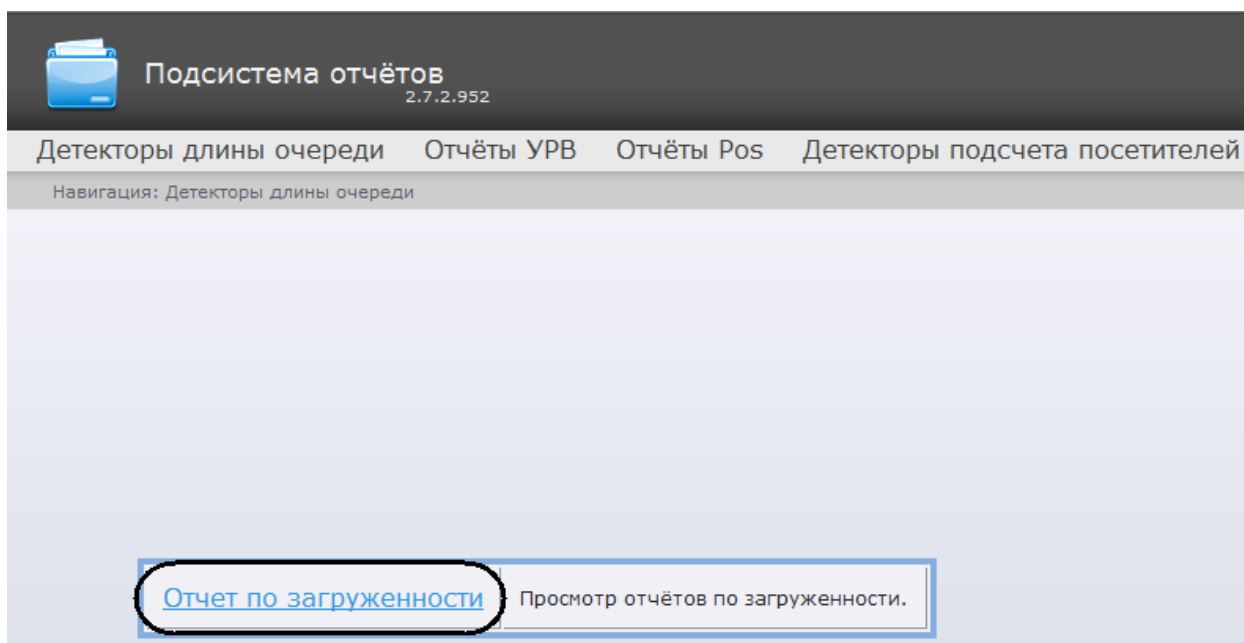 Подсистема отчётов
2.7.2.952
Детекторы длины очереди Отчёты УРВ Отчёты Pos Детекторы подсчета посетителей
Навигация: Детекторы длины очереди
Отчет по загруженности Просмотр отчётов по загруженности.